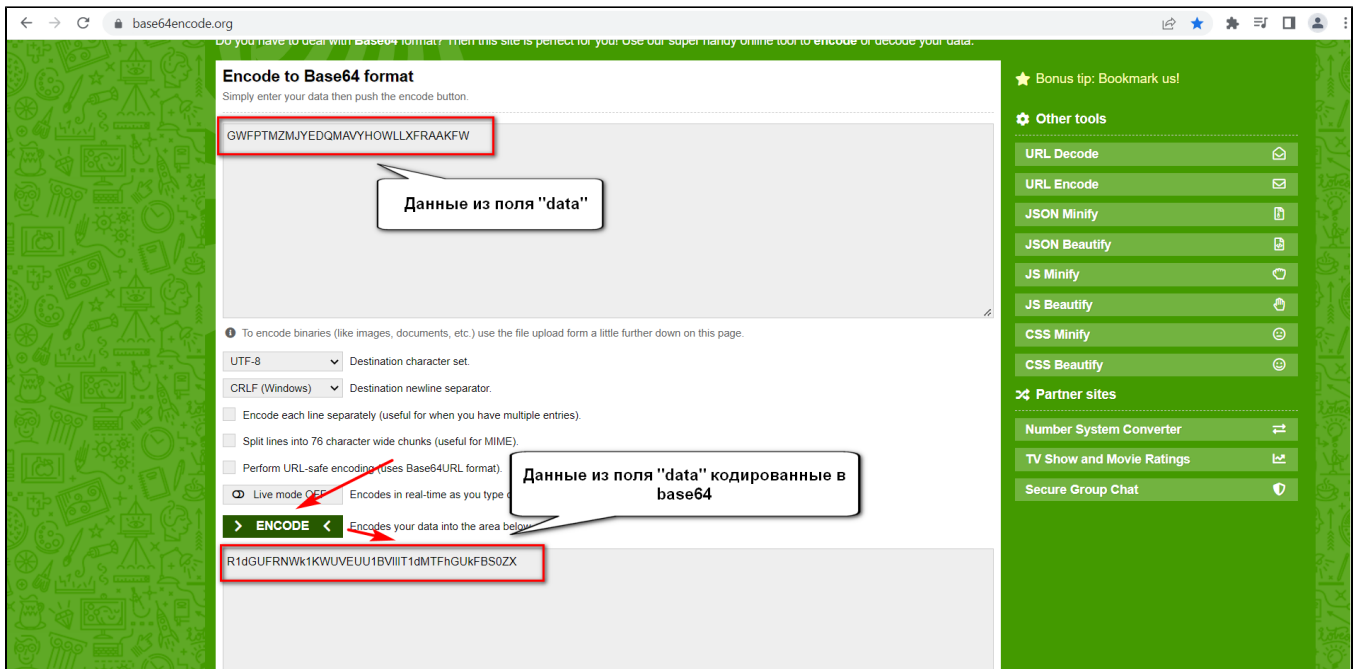 base64encode.org
Do you have to deal with Base64 format? Then this site is perfect for you! Use our super handy online tool to encode or decode your data.
Encode to Base64 format
Simply enter your data then push the encode button.
GWFPTMZMJYEDQMAVYHOWLLXFRAAKFW
Данные из поля "data"
To encode binaries (like images, documents, etc.) use the file upload form a little further down on this page.
UTF-8 Destination character set.
CRLF (Windows) Destination newline separator.
Encode each line separately (useful for when you have multiple entries).
Split lines into 76 character wide chunks (useful for MIME).
Perform URL-safe encoding (uses Base64URL format).
Live mode OFF Encodes in real-time as you type
Данные из поля "data" кодированные в
base64
> ENCODE < Encodes your data into the area below.
R1dGUFRNWk1KWUVEUU1BVllIT1dMTFhGUkFBS0ZX
Bonus tip: Bookmark us!
Other tools
URL Decode
URL Encode
JSON Minify
JSON Beautify
JS Minify
JS Beautify
CSS Minify
CSS Beautify
Partner sites
Number System Converter
TV Show and Movie Ratings
Secure Group Chat